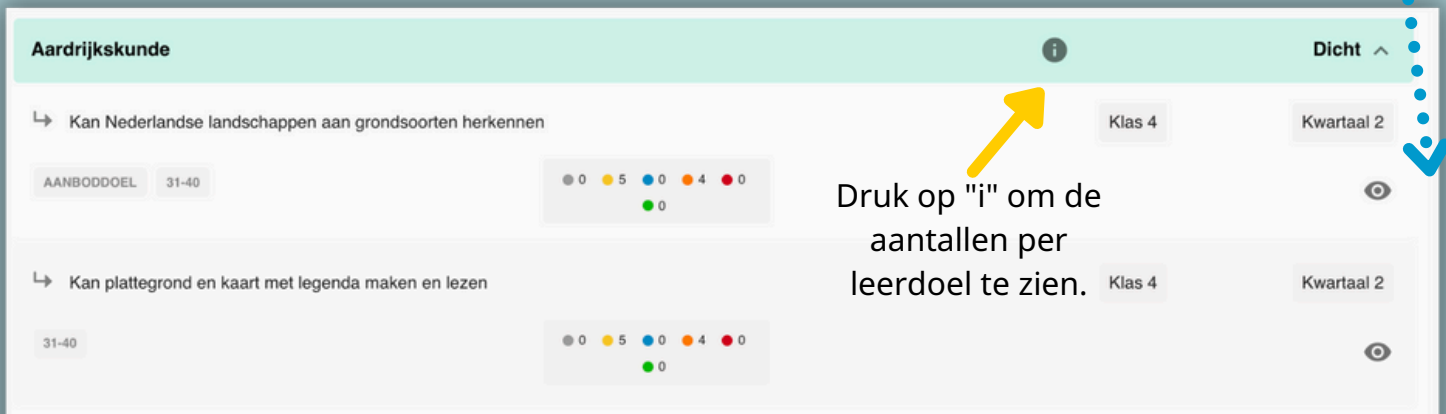 Aardrijkskunde
Dicht
Kan Nederlandse landschappen aan grondsoorten herkennen
Klas 4
Kwartaal 2
AANBODDOEL 31-40
0 5 0 4 0
0
Druk op "i" om de
aantallen per
leerdoel te zien.
Kan plattegrond en kaart met legenda maken en lezen
Klas 4
Kwartaal 2
31-40
0 5 0 4 0
0